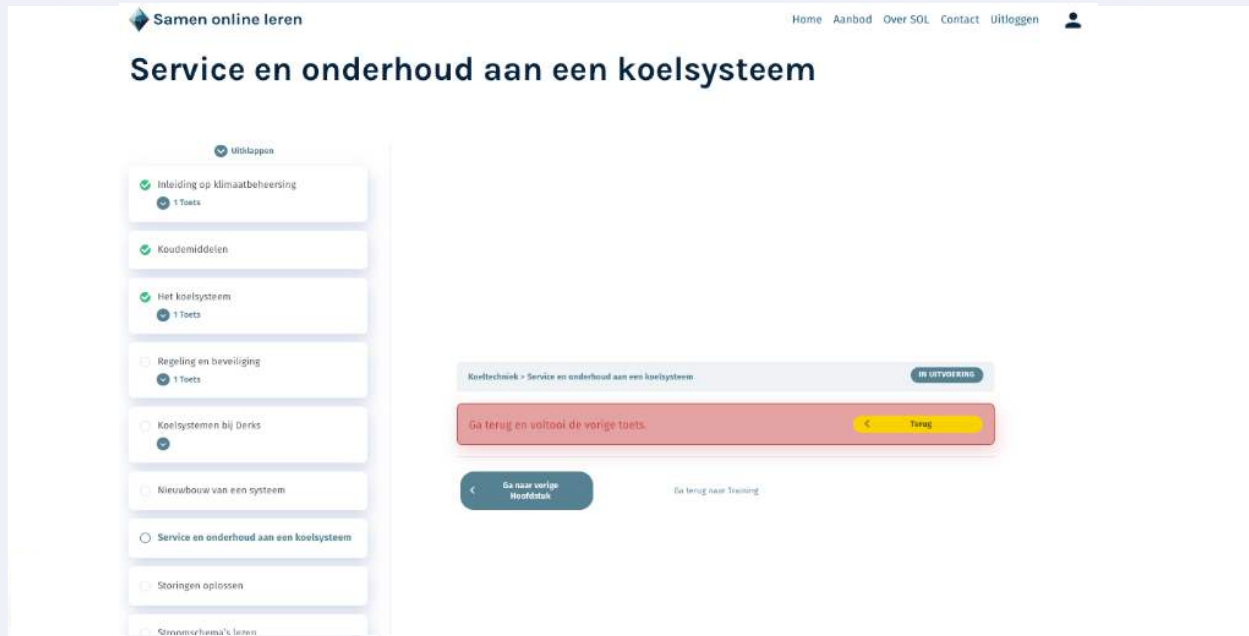 Samen online leren
Home Aanbod Over SOL Contact Uitloggen
Service en onderhoud aan een koelsysteem
Uitklappen
Inleiding op klimaatbeheersing
1 Toets
Koudemiddelen
Het koelsysteem
1 Toets
Regeling en beveiliging
1 Toets
Koelsystemen bij Derks
Nieuwbouw van een systeem
Service en onderhoud aan een koelsysteem
Storingen oplossen
Stroomschema's lezen
Koeltechniek > Service en onderhoud aan een koelsysteem
IN UITVOERING
Ga terug en voltooi de vorige toets.
Terug
Ga naar vorige
Hoofdstuk
Ga terug naar Training